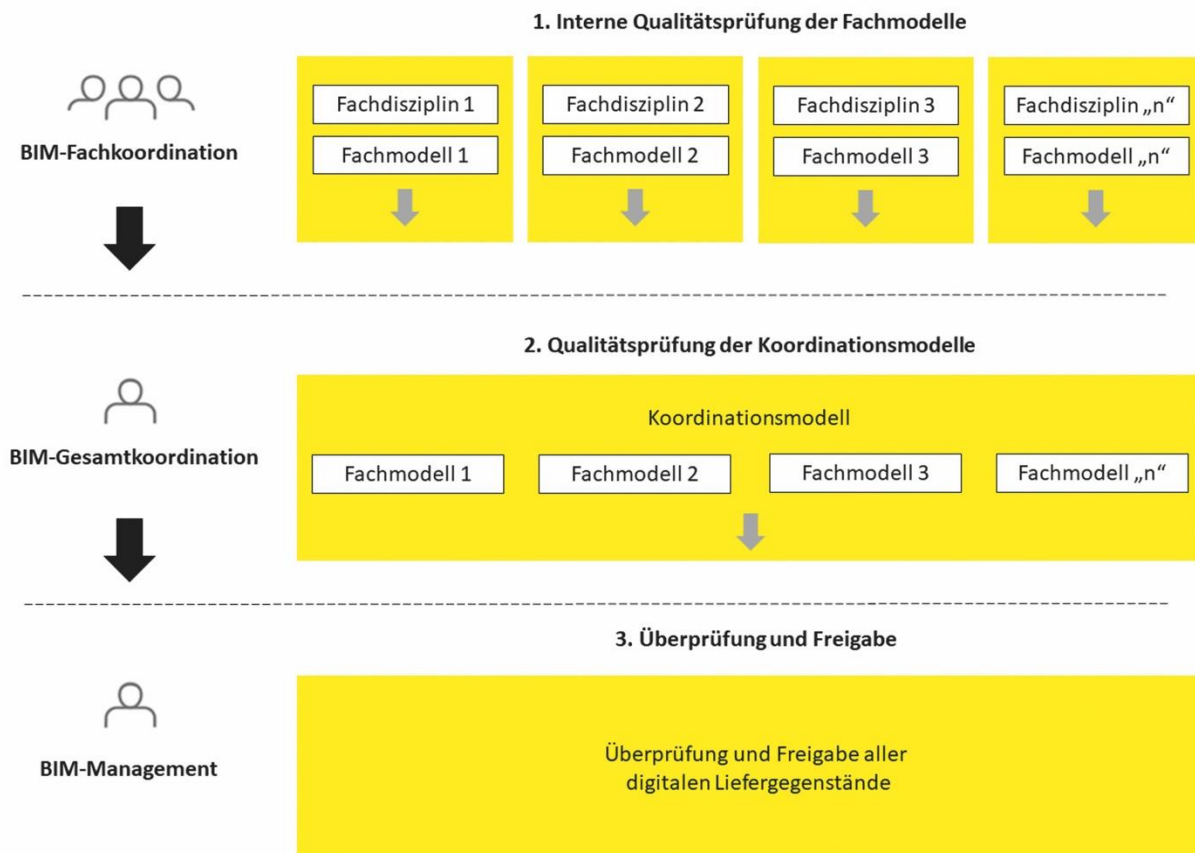 1. Interne Qualitätsprüfung der Fachmodelle
BIM-Fachkoordination
Fachdisziplin 1
Fachmodell 1
Fachdisziplin 2
Fachmodell 2
Fachdisziplin 3
Fachmodell 3
Fachdisziplin „n“
Fachmodell „n“
2. Qualitätsprüfung der Koordinationsmodelle
BIM-Gesamtkoordination
Koordinationsmodell
Fachmodell 1
Fachmodell 2
Fachmodell 3
Fachmodell „n“
3. Überprüfung und Freigabe
BIM-Management
Überprüfung und Freigabe aller
digitalen Liefergegenstände